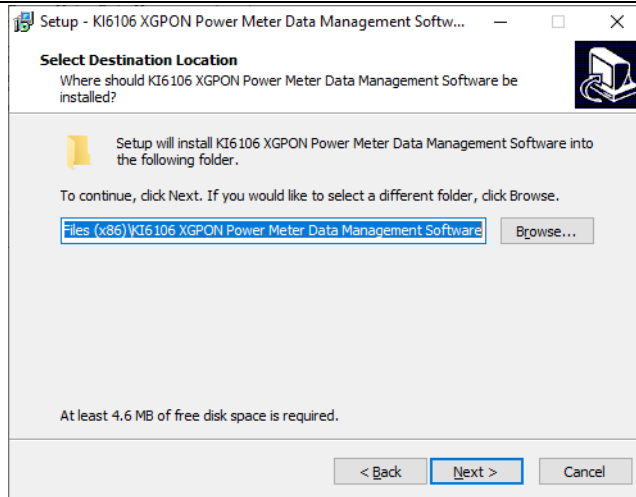 Setup - KI6106 XGPON Power Meter Data Management Softw...
Select Destination Location
Where should KI6106 XGPON Power Meter Data Management Software be
installed?
Setup will install KI6106 XGPON Power Meter Data Management Software into
the following folder.
To continue, click Next. If you would like to select a different folder, click Browse.
Files (x86)\KI6106 XGPON Power Meter Data Management Software
Browse...
At least 4.6 MB of free disk space is required.
< Back
Next >
Cancel